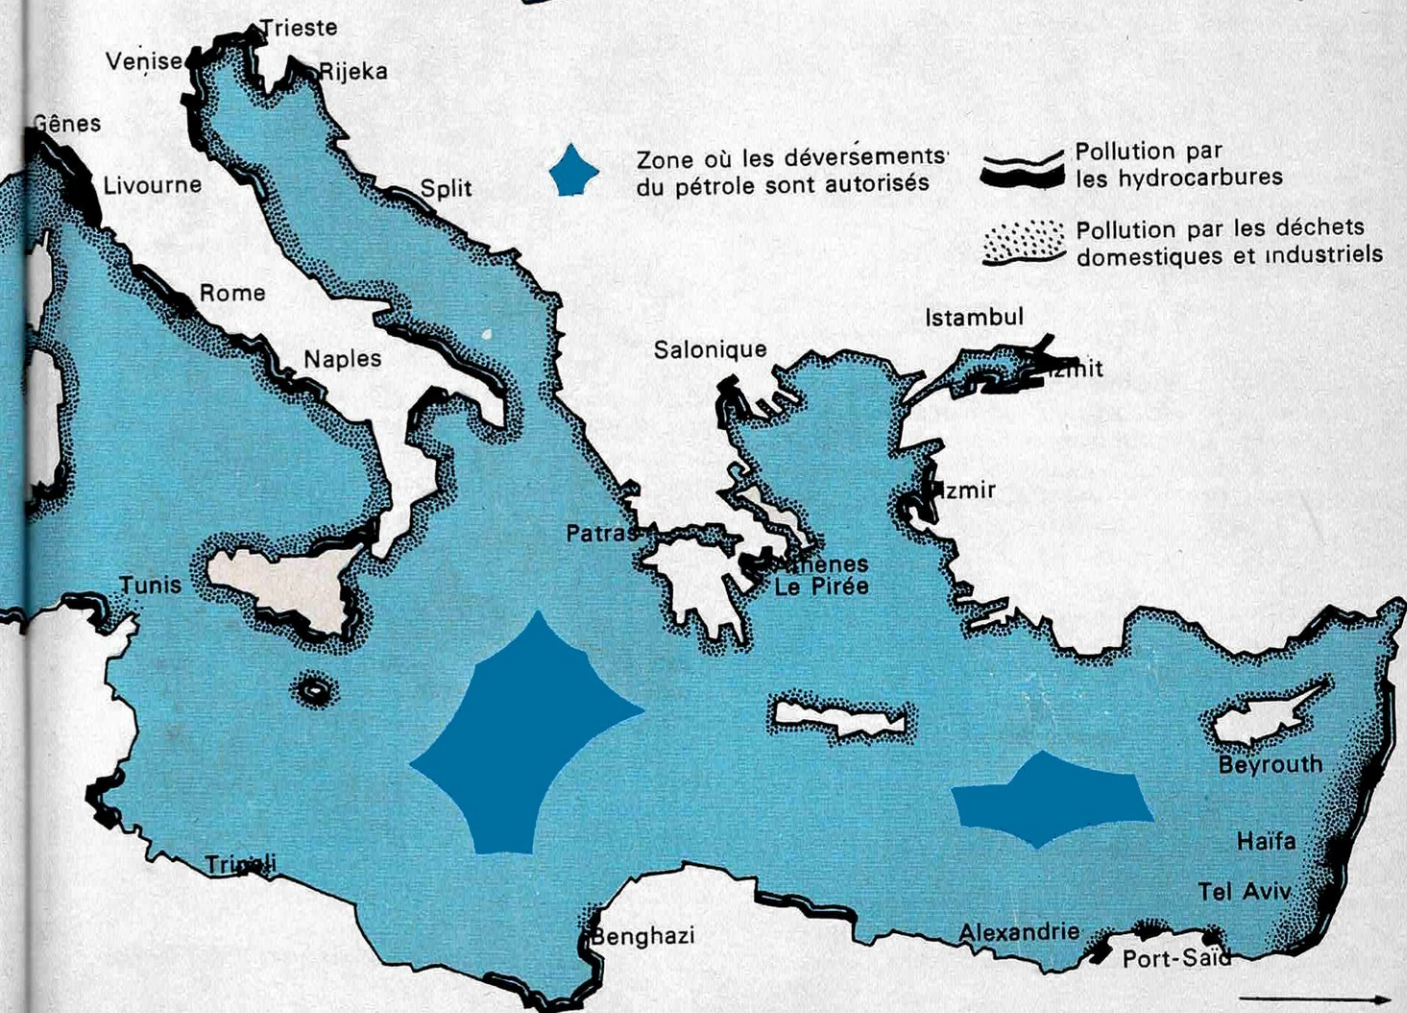 Trieste
Venise
Rijeka
Gênes
Livourne
Split
Zone où les déversements
du pétrole sont autorisés
Pollution par
les hydrocarbures
Pollution par les déchets
domestiques et industriels
Rome
Istambul
Naples
Salonique
Izmit
Izmir
Patras
Athènes
Le Pirée
Tunis
Beyrouth
Haïfa
Tel Aviv
Tripoli
Benghazi
Alexandrie
Port-Saïd